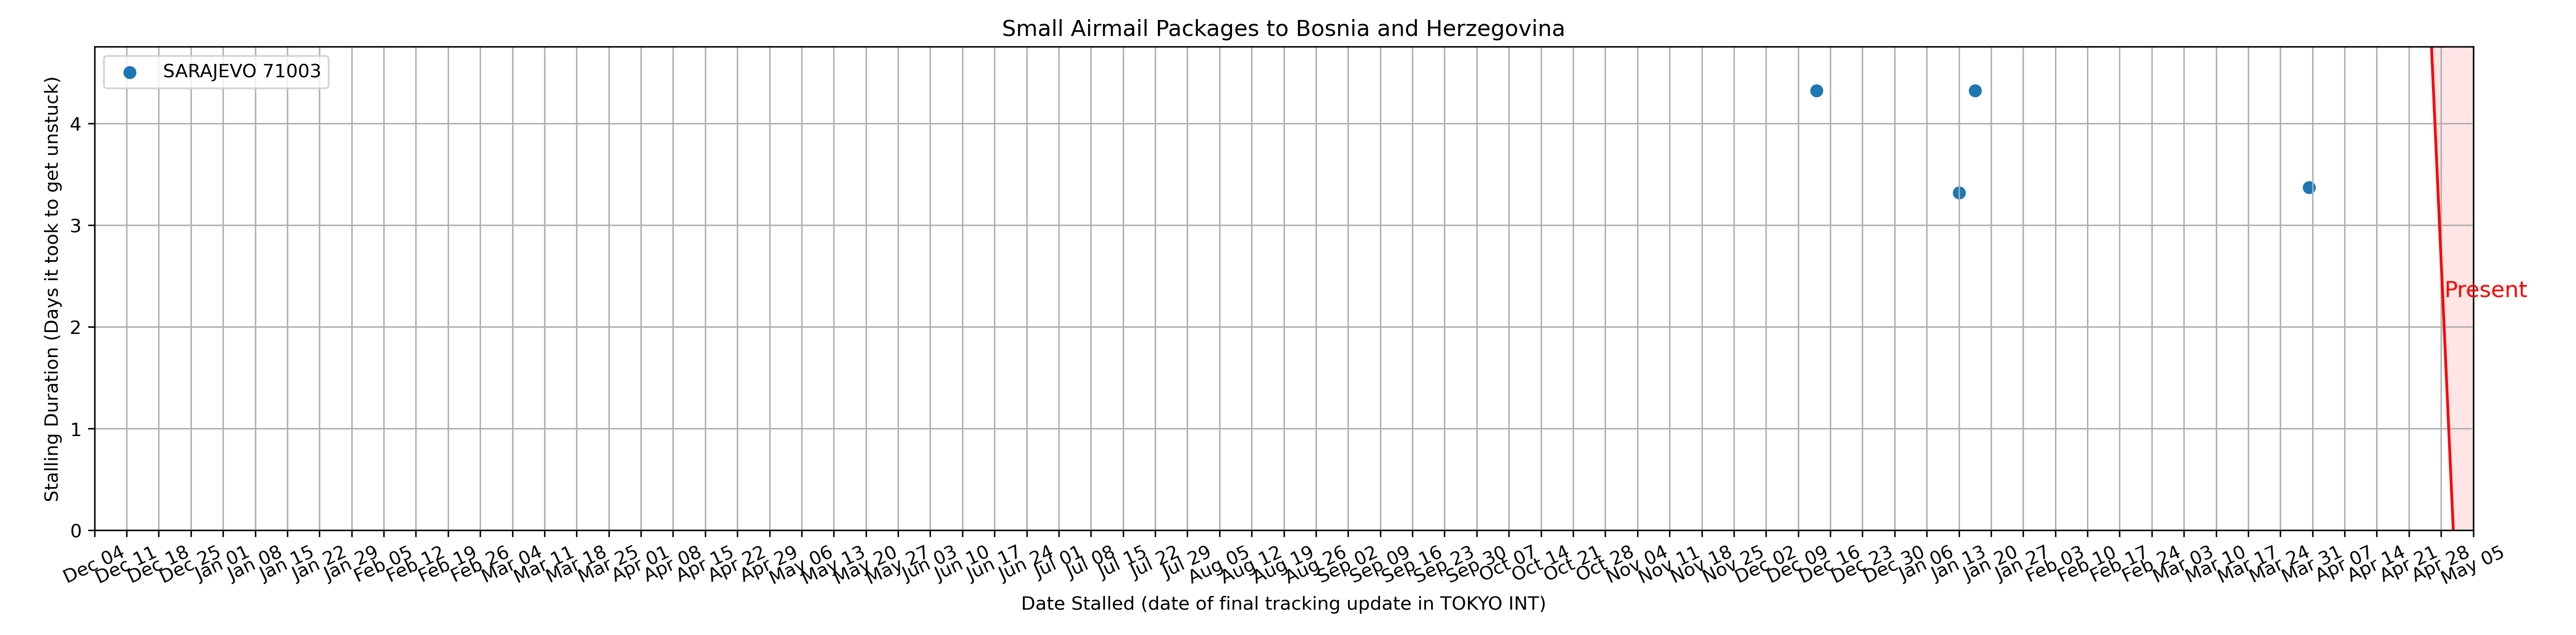 Small Airmail Packages to Bosnia and Herzegovina
SARAJEVO 71003
Stalling Duration (Days it took to get unstuck)
4
3
2
1
0
Present
Dec 04
Dec 11
Dec 18
Dec 25
Jan 01
Jan 08
Jan 15
Jan 22
Jan 29
Feb 05
Feb 12
Feb 19
Feb 26
Mar 04
Mar 11
Mar 18
Mar 25
Apr 01
Apr 08
Apr 15
Apr 22
Apr 29
May 06
May 13
May 20
May 27
Jun 03
Jun 10
Jun 17
Jun 24
Jul 01
Jul 08
Jul 15
Jul 22
Jul 29
Aug 05
Aug 12
Aug 19
Aug 26
Sep 02
Sep 09
Sep 16
Sep 23
Sep 30
Oct 07
Oct 14
Oct 21
Oct 28
Nov 04
Nov 11
Nov 18
Nov 25
Dec 02
Dec 09
Dec 16
Dec 23
Dec 30
Jan 06
Jan 13
Jan 20
Jan 27
Feb 03
Feb 10
Feb 17
Feb 24
Mar 03
Mar 10
Mar 17
Mar 24
Mar 31
Apr 07
Apr 14
Apr 21
Apr 28
May 05
Date Stalled (date of final tracking update in TOKYO INT)